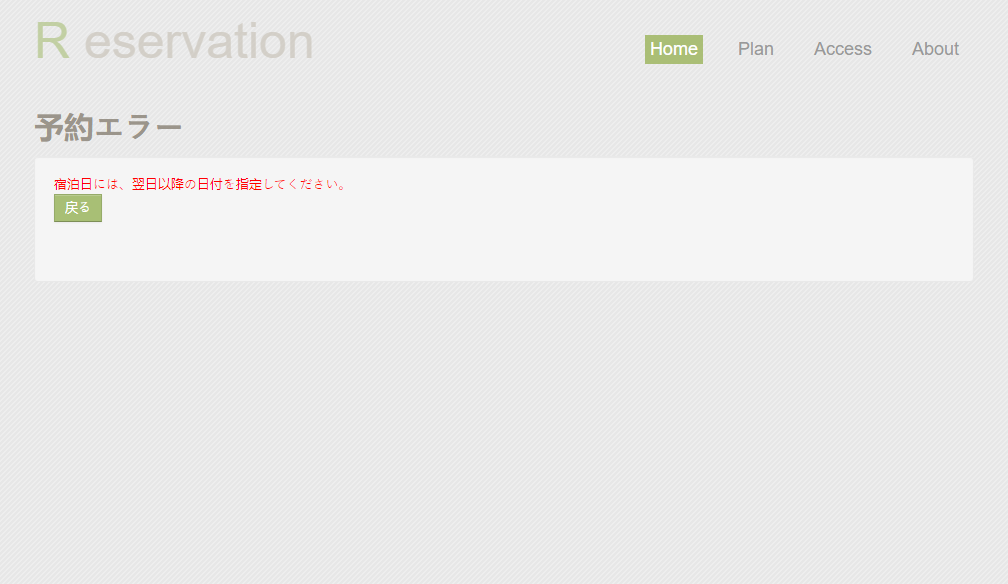 R eservation
Home Plan Access About
予約エラー
宿泊日には、翌日以降の日付を指定してください。
戻る